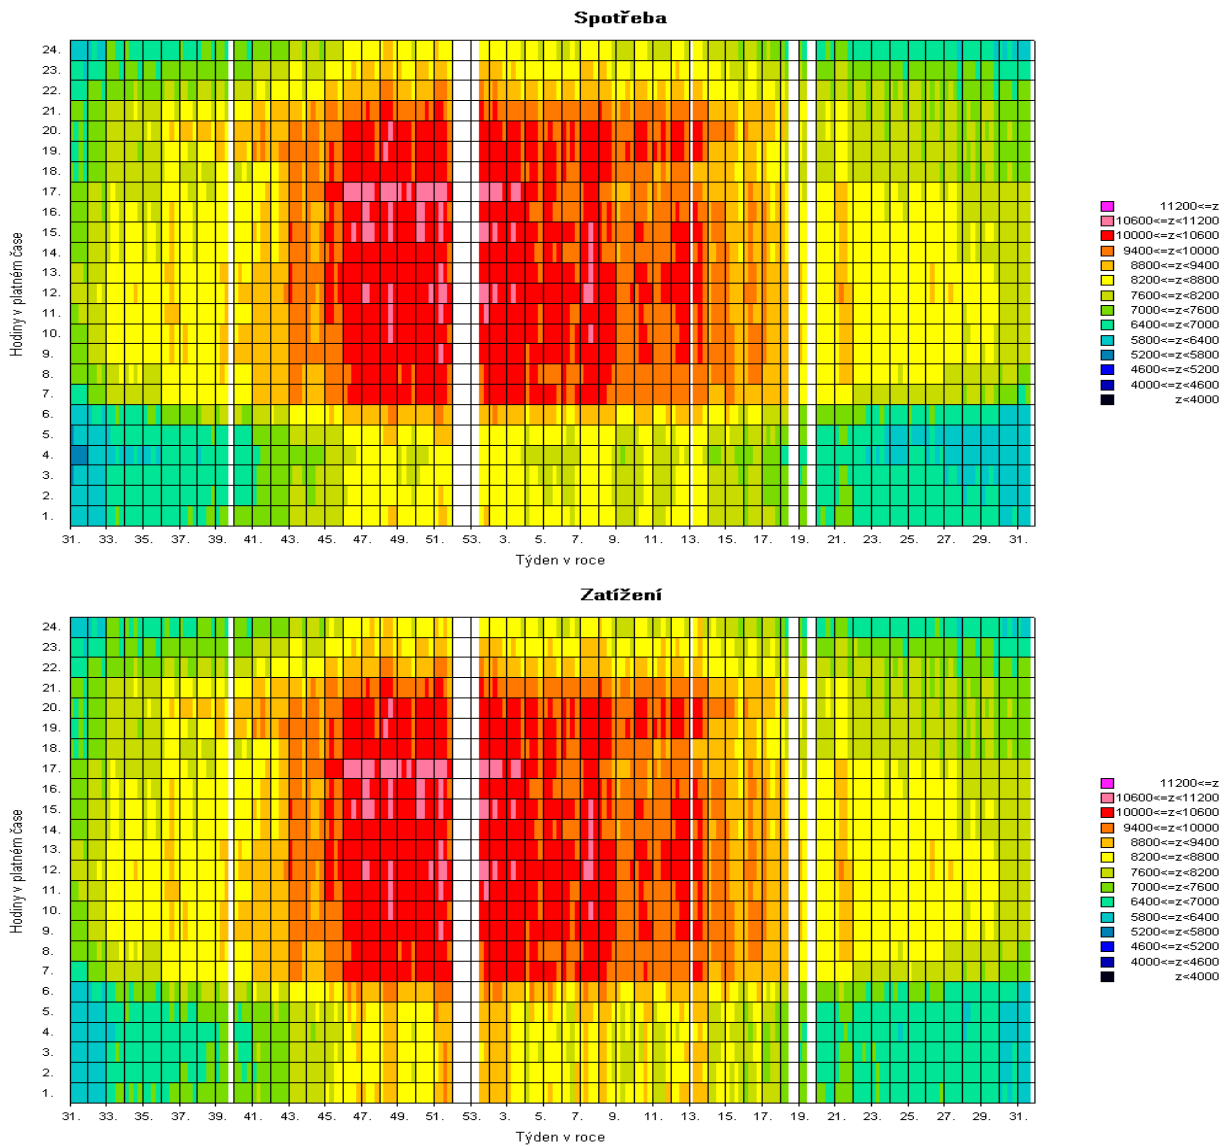 Spotřeba
24.
23.
22.
21.
20.
19.
18.
17.
16.
15.
14.
13.
12.
11.
10.
9.
8.
7.
6.
5.
4.
3.
2.
1.
Hodiny v platném čase
31. 33. 35. 37. 39. 41. 43. 45. 47. 49. 51. 53. 3. 5. 7. 9. 11. 13. 15. 17. 19. 21. 23. 25. 27. 29. 31.
Týden v roce
11200<=z
10600<=z<11200
10000<=z<10600
9400<=z<10000
8800<=z<9400
8200<=z<8800
7600<=z<8200
7000<=z<7600
6400<=z<7000
5800<=z<6400
5200<=z<5800
4600<=z<5200
4000<=z<4600
z<4000
Zatížení
24.
23.
22.
21.
20.
19.
18.
17.
16.
15.
14.
13.
12.
11.
10.
9.
8.
7.
6.
5.
4.
3.
2.
1.
Hodiny v platném čase
31. 33. 35. 37. 39. 41. 43. 45. 47. 49. 51. 53. 3. 5. 7. 9. 11. 13. 15. 17. 19. 21. 23. 25. 27. 29. 31.
Týden v roce
11200<=z
10600<=z<11200
10000<=z<10600
9400<=z<10000
8800<=z<9400
8200<=z<8800
7600<=z<8200
7000<=z<7600
6400<=z<7000
5800<=z<6400
5200<=z<5800
4600<=z<5200
4000<=z<4600
z<4000